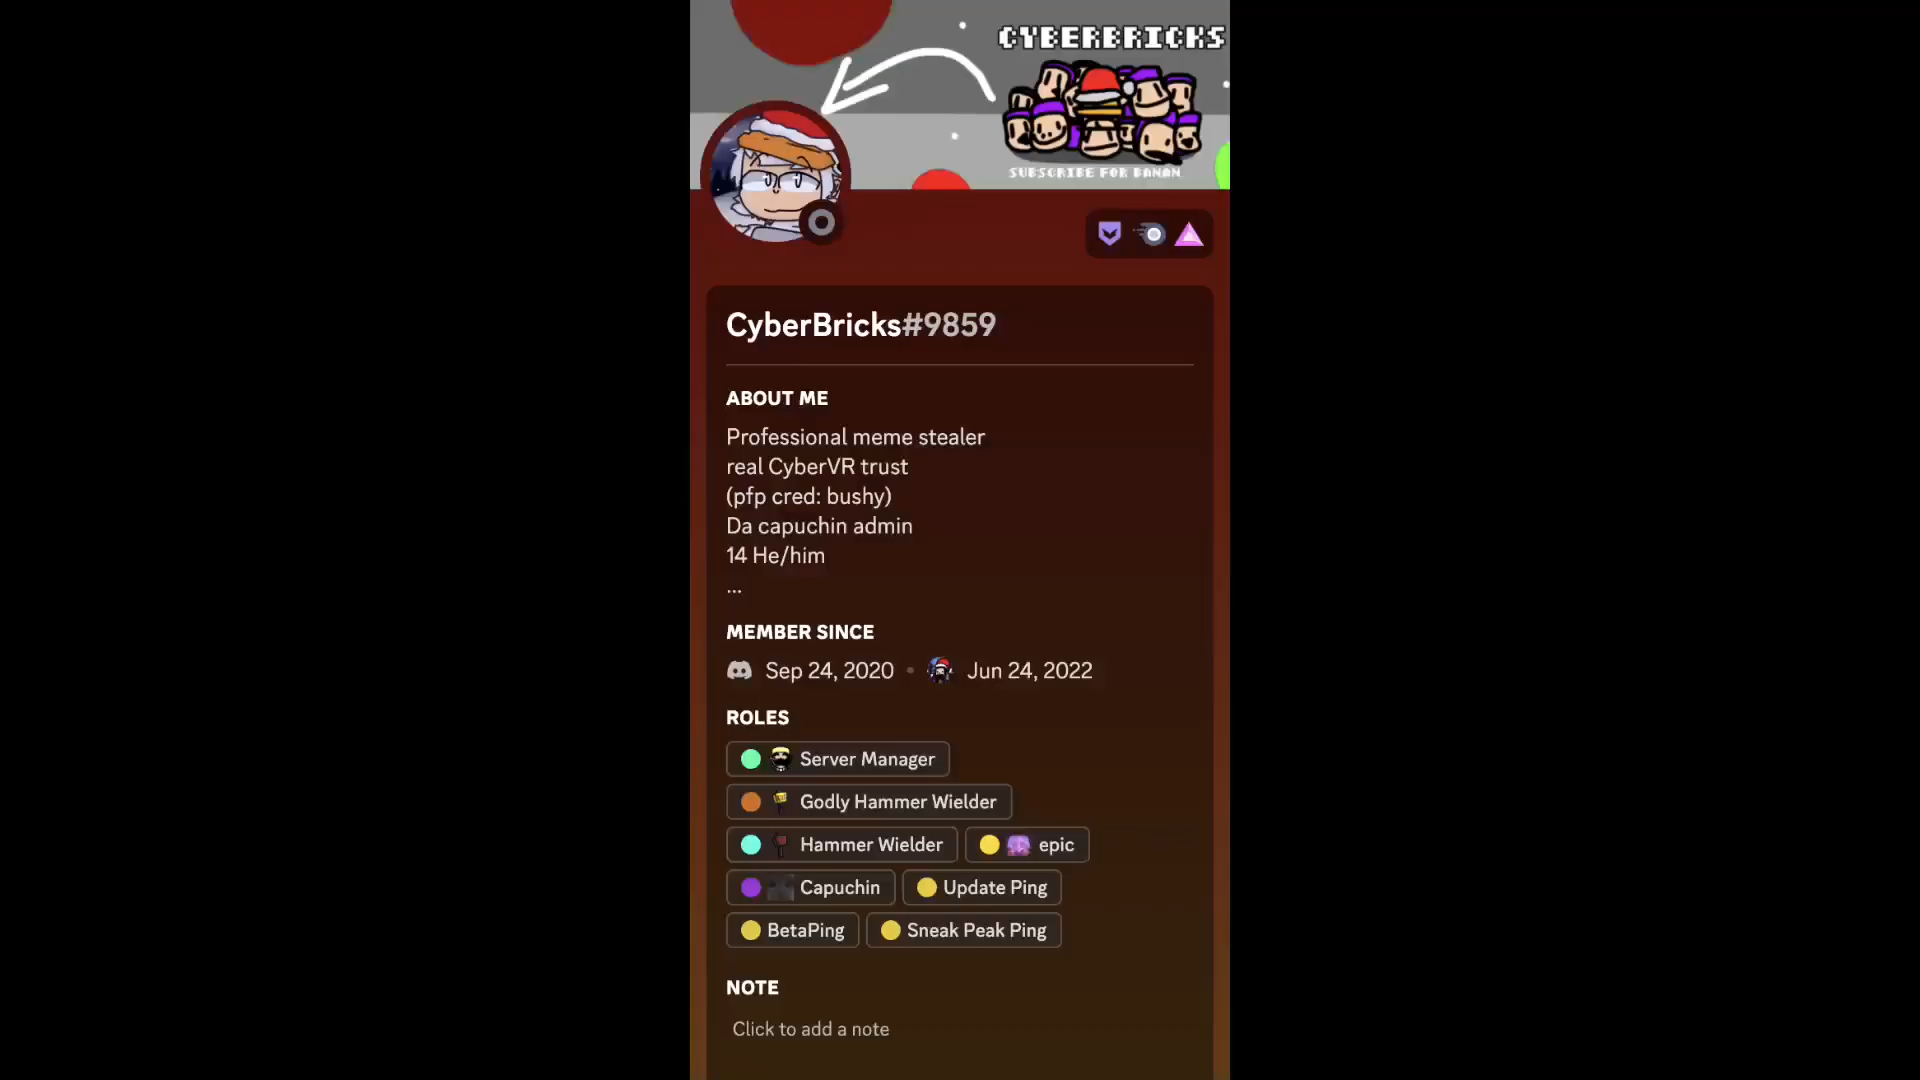 CYBERBRICKS
SUBSCRIBE FOR BANAN
CyberBricks#9859
ABOUT ME
Professional meme stealer
real CyberVR trust
(pfp cred: bushy)
Da capuchin admin
14 He/him
...
MEMBER SINCE
Sep 24, 2020 • Jun 24, 2022
ROLES
Server Manager
Godly Hammer Wielder
Hammer Wielder epic
Capuchin Update Ping
BetaPing Sneak Peak Ping
NOTE
Click to add a note